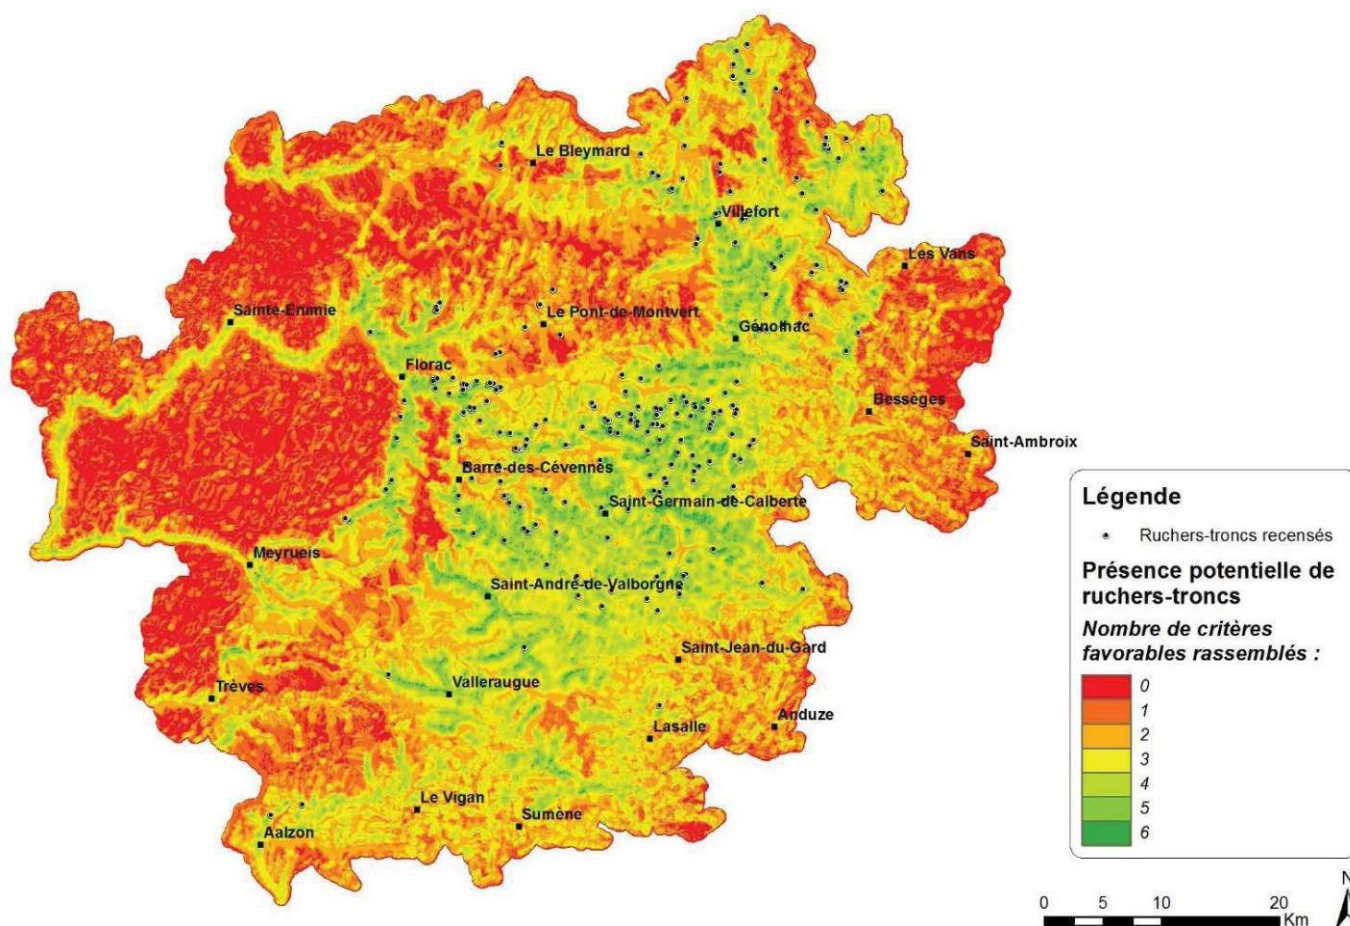 Le Bleymard
Villefort
Les Vans
Sainte-Enimie
Le Pont-de-Montvert
Génolhac
Florac
Bessèges
Saint-Ambroix
Barre-des-Cévennes
Saint-Germain-de-Calberte
Meyrueis
Saint-André-de-Valborgne
Saint-Jean-du-Gard
Trèves
Valleraugue
Lasalle
Anduze
Le Vigan
Sumène
Aalzon
Légende
Ruchers-troncs recensés
Présence potentielle de
ruchers-troncs
Nombre de critères
favorables rassemblés :
0
1
2
3
4
5
6
N
0 5 10 20
Km